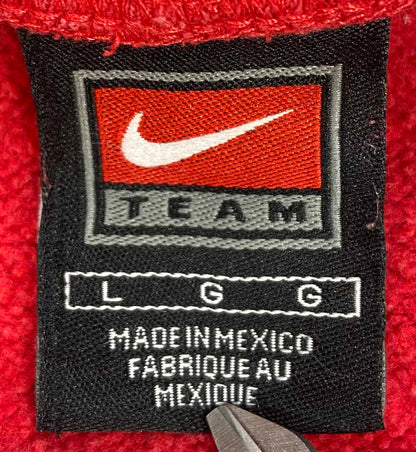 TEAM
L G G
MADE IN MEXICO
FABRIQUE AU
MEXIQUE